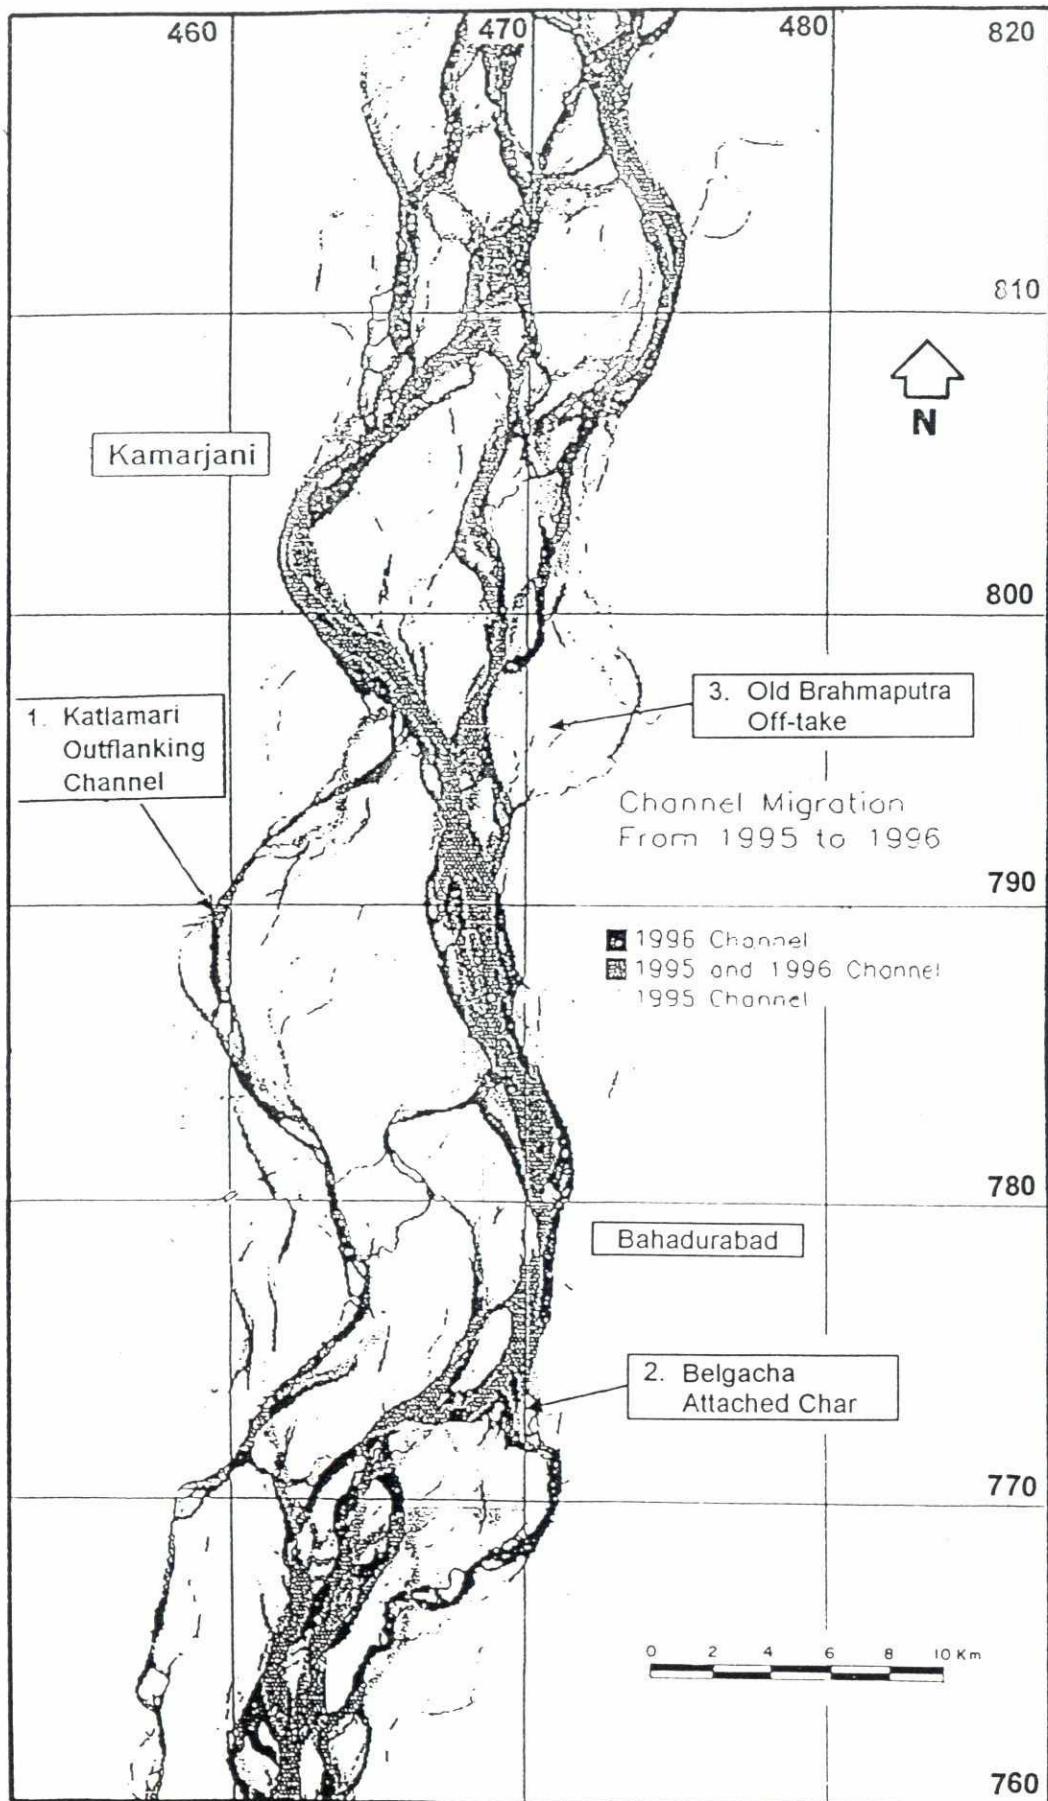 460
470
480
820
810
N
Kamarjani
800
3. Old Brahmaputra
Off-take
1. Katlamari
Outflanking
Channel
Channel Migration
From 1995 to 1996
790
1996 Channel
1995 and 1996 Channel
1995 Channel
780
Bahadurabad
2. Belgacha
Attached Char
770
0 2 4 6 8 10 Km
760